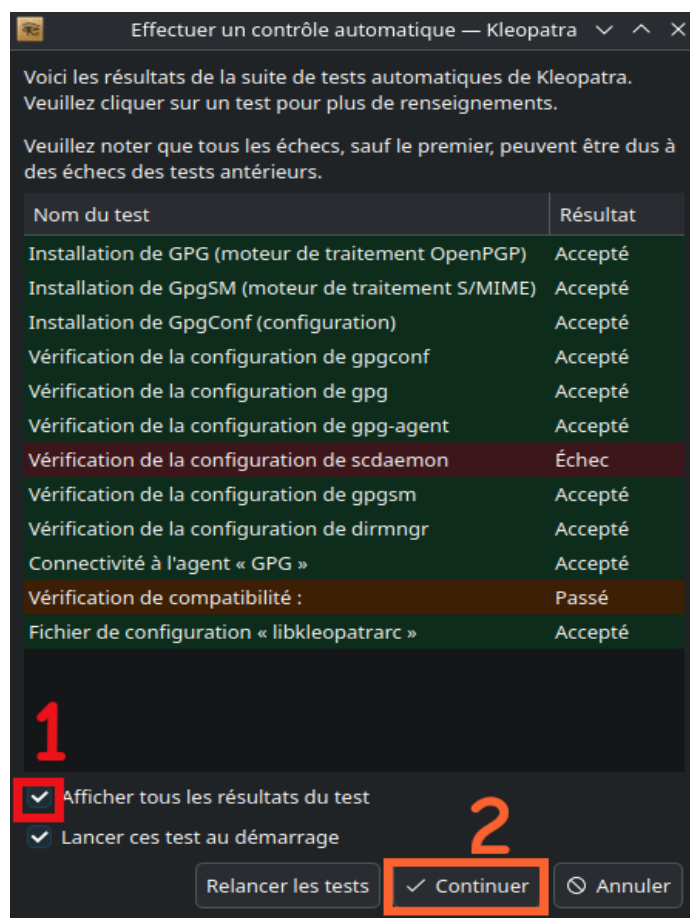 Effectuer un contrôle automatique — Kleopatra
Voici les résultats de la suite de tests automatiques de Kleopatra.
Veuillez cliquer sur un test pour plus de renseignements.
Veuillez noter que tous les échecs, sauf le premier, peuvent être dus à
des échecs des tests antérieurs.
Nom du test Résultat
Installation de GPG (moteur de traitement OpenPGP) Accepté
Installation de GpgSM (moteur de traitement S/MIME) Accepté
Installation de GpgConf (configuration) Accepté
Vérification de la configuration de gpgconf Accepté
Vérification de la configuration de gpg Accepté
Vérification de la configuration de gpg-agent Accepté
Vérification de la configuration de scdaemon Échec
Vérification de la configuration de gpgsm Accepté
Vérification de la configuration de dirmngr Accepté
Connectivité à l'agent « GPG » Accepté
Vérification de compatibilité : Passé
Fichier de configuration « libkleopatrarc » Accepté
1
Afficher tous les résultats du test
Lancer ces test au démarrage
2
Relancer les tests Continuer Annuler